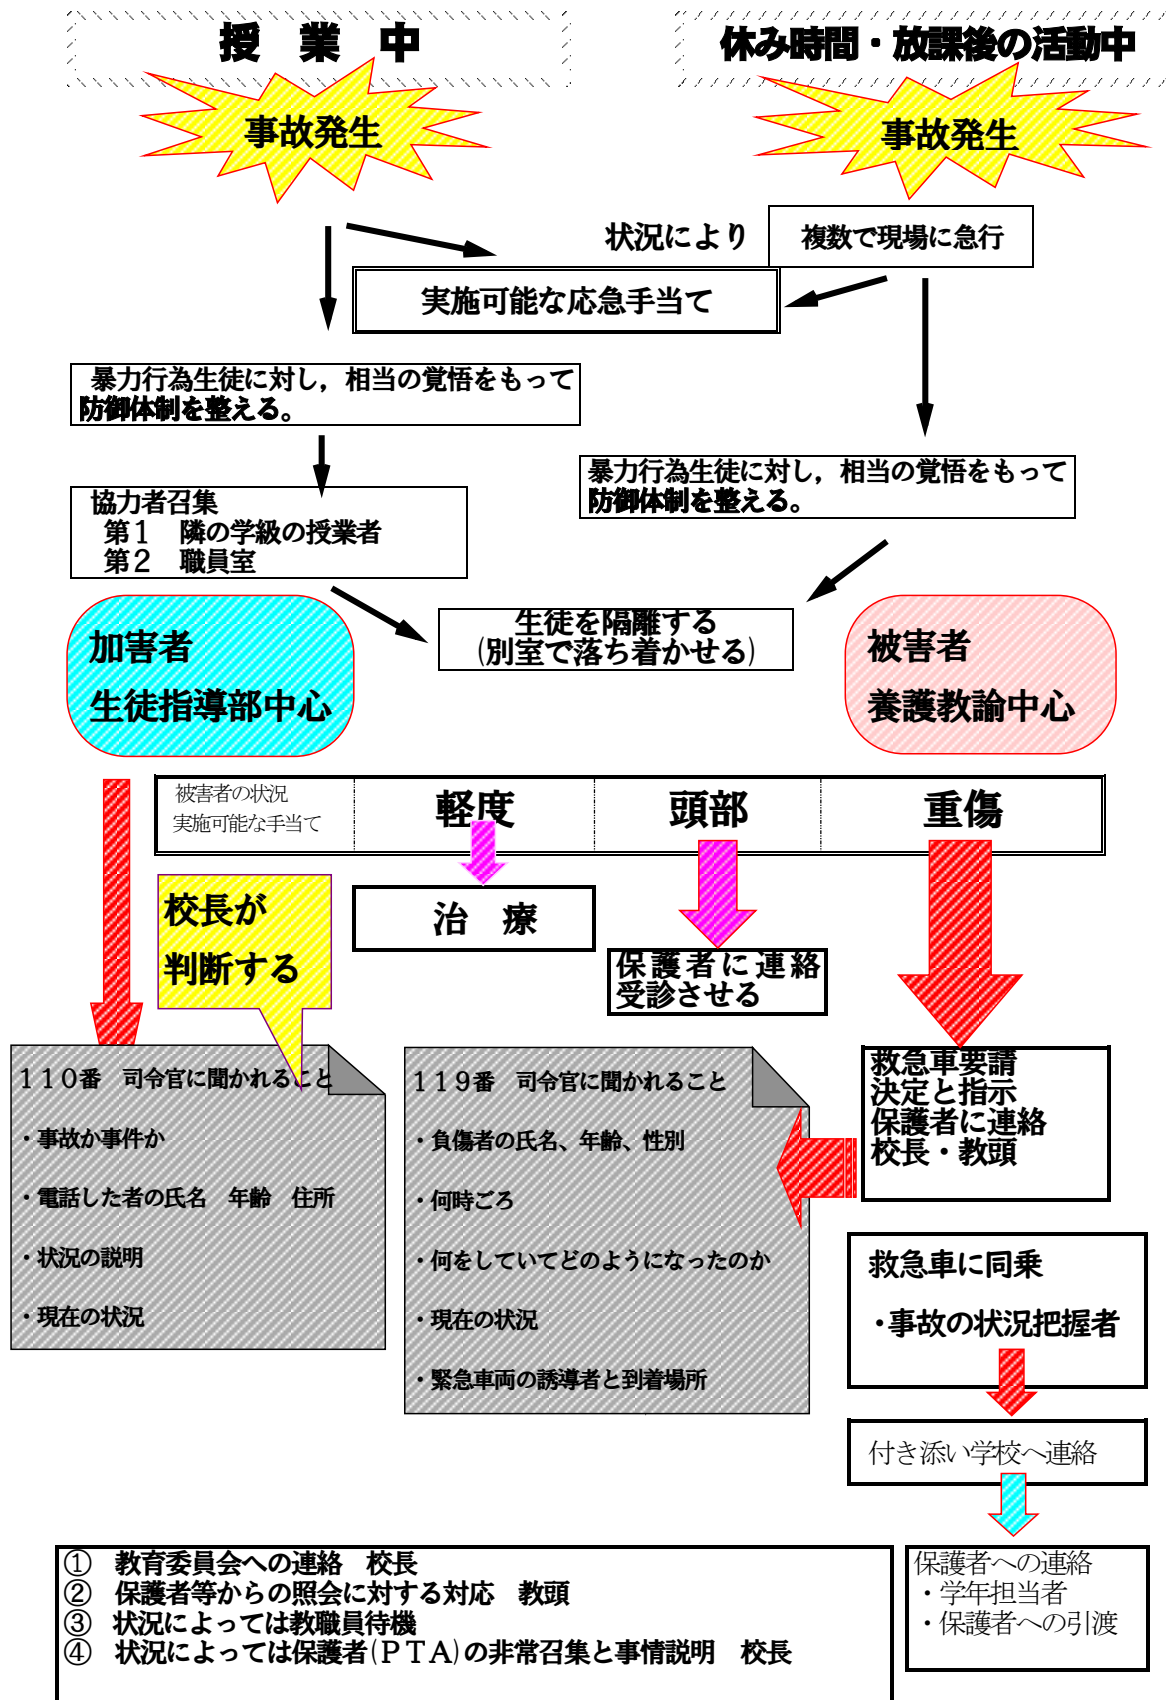 授　業　中
休み時間・放課後の活動中
事故発生
事故発生
状況により
複数で現場に急行
実施可能な応急手当て
暴力行為生徒に対し，相当の覚悟をもって
防御体制を整える。
暴力行為生徒に対し，相当の覚悟をもって
防御体制を整える。
協力者召集
第１　隣の学級の授業者
第２　職員室
生徒を隔離する
(別室で落ち着かせる)
加害者
生徒指導部中心
被害者
養護教諭中心
被害者の状況
実施可能な手当て
軽度
頭部
重傷
校長が
判断する
治　療
保護者に連絡
受診させる
救急車要請
決定と指示
保護者に連絡
校長・教頭
１１０番　司令官に聞かれること
・事故か事件か
・電話した者の氏名　年齢　住所
・状況の説明
・現在の状況
１１９番　司令官に聞かれること
・負傷者の氏名、年齢、性別
・何時ごろ
・何をしていてどのようになったのか
・現在の状況
・緊急車両の誘導者と到着場所
救急車に同乗
・事故の状況把握者
付き添い学校へ連絡
保護者への連絡
・学年担当者
・保護者への引渡
①　教育委員会への連絡　校長
②　保護者等からの照会に対する対応　教頭
③　状況によっては教職員待機
④　状況によっては保護者(ＰＴＡ)の非常召集と事情説明　校長